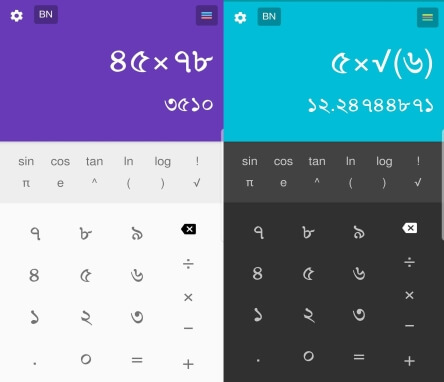 BN
৪৫×৭৮
৩৫১০
sin cos tan ln log !
π e ^ ( ) √
৭ ৮ ৯
÷
৪ ৫ ৬
×
১ ২ ৩
−
. ০ = +
BN
৫×√(৬)
১২.২৪৭৪৪৮৭১
sin cos tan ln log !
π e ^ ( ) √
৭ ৮ ৯
÷
৪ ৫ ৬
×
১ ২ ৩
−
. ০ = +